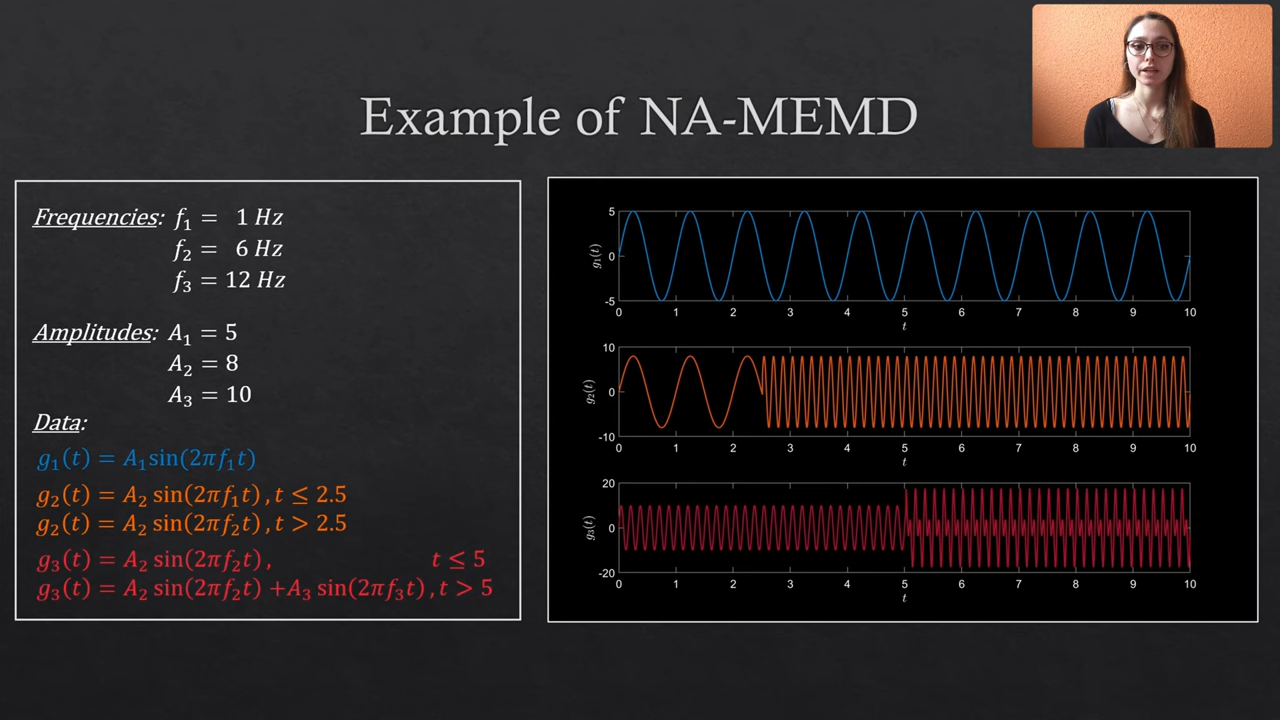 Example of NA-MEMD
Frequencies: f₁ = 1 Hz
f₂ = 6 Hz
f₃ = 12 Hz
Amplitudes: A₁ = 5
A₂ = 8
A₃ = 10
Data:
g₁(t) = A₁sin(2πf₁t)
g₂(t) = A₂ sin(2πf₁t), t ≤ 2.5
g₂(t) = A₂ sin(2πf₂t), t > 2.5
g₃(t) = A₂ sin(2πf₂t), t ≤ 5
g₃(t) = A₂ sin(2πf₂t) +A₃ sin(2πf₃t), t > 5
g₁(t)
5
0
-5
0 1 2 3 4 5 6 7 8 9 10
t
g₂(t)
10
0
-10
0 1 2 3 4 5 6 7 8 9 10
t
g₃(t)
20
0
-20
0 1 2 3 4 5 6 7 8 9 10
t